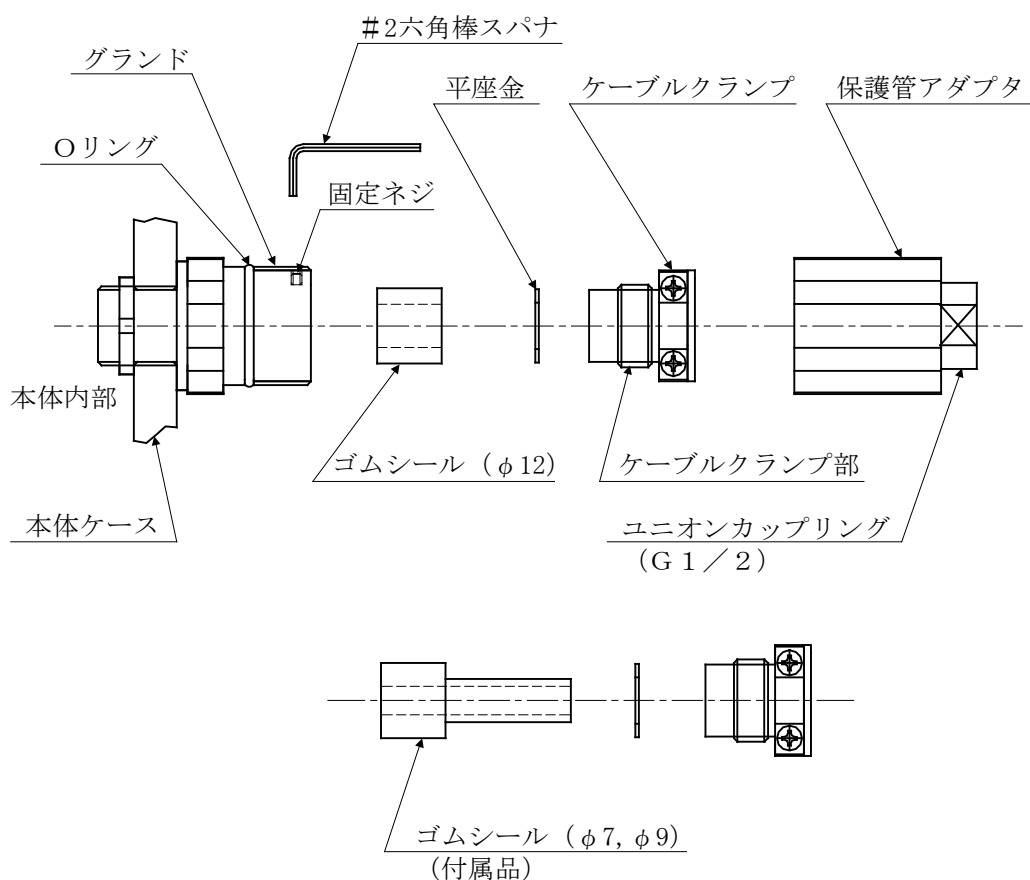 ＃2六角棒スパナ
グランド
平座金
ケーブルクランプ
保護管アダプタ
Oリング
固定ネジ
本体内部
ゴムシール（φ12）
ケーブルクランプ部
本体ケース
ユニオンカップリング
（G１／２）
ゴムシール（φ7, φ9）
（付属品）